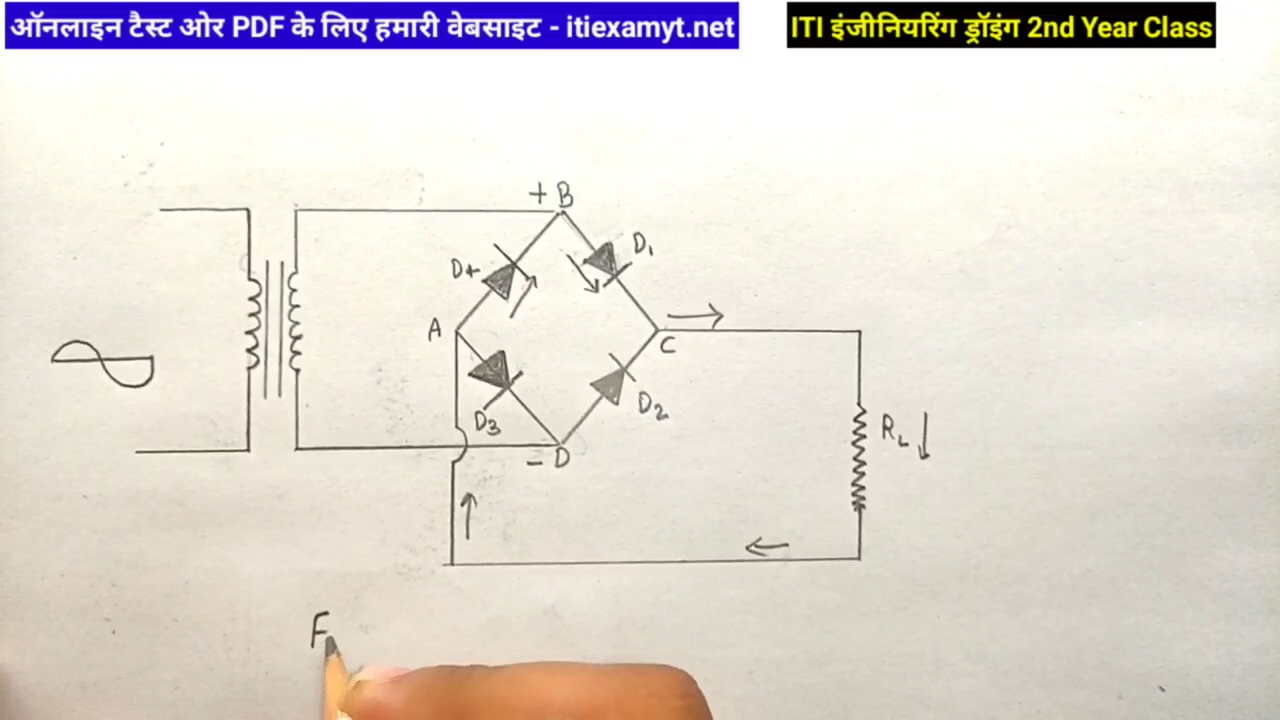 ऑनलाइन टैस्ट ओर PDF के लिए हमारी वेबसाइट - itiexamyt.net
ITI इंजीनियरिंग ड्रॉइंग 2nd Year Class
+ B
D4
D1
A
C
D3
D2
RL
- D
F